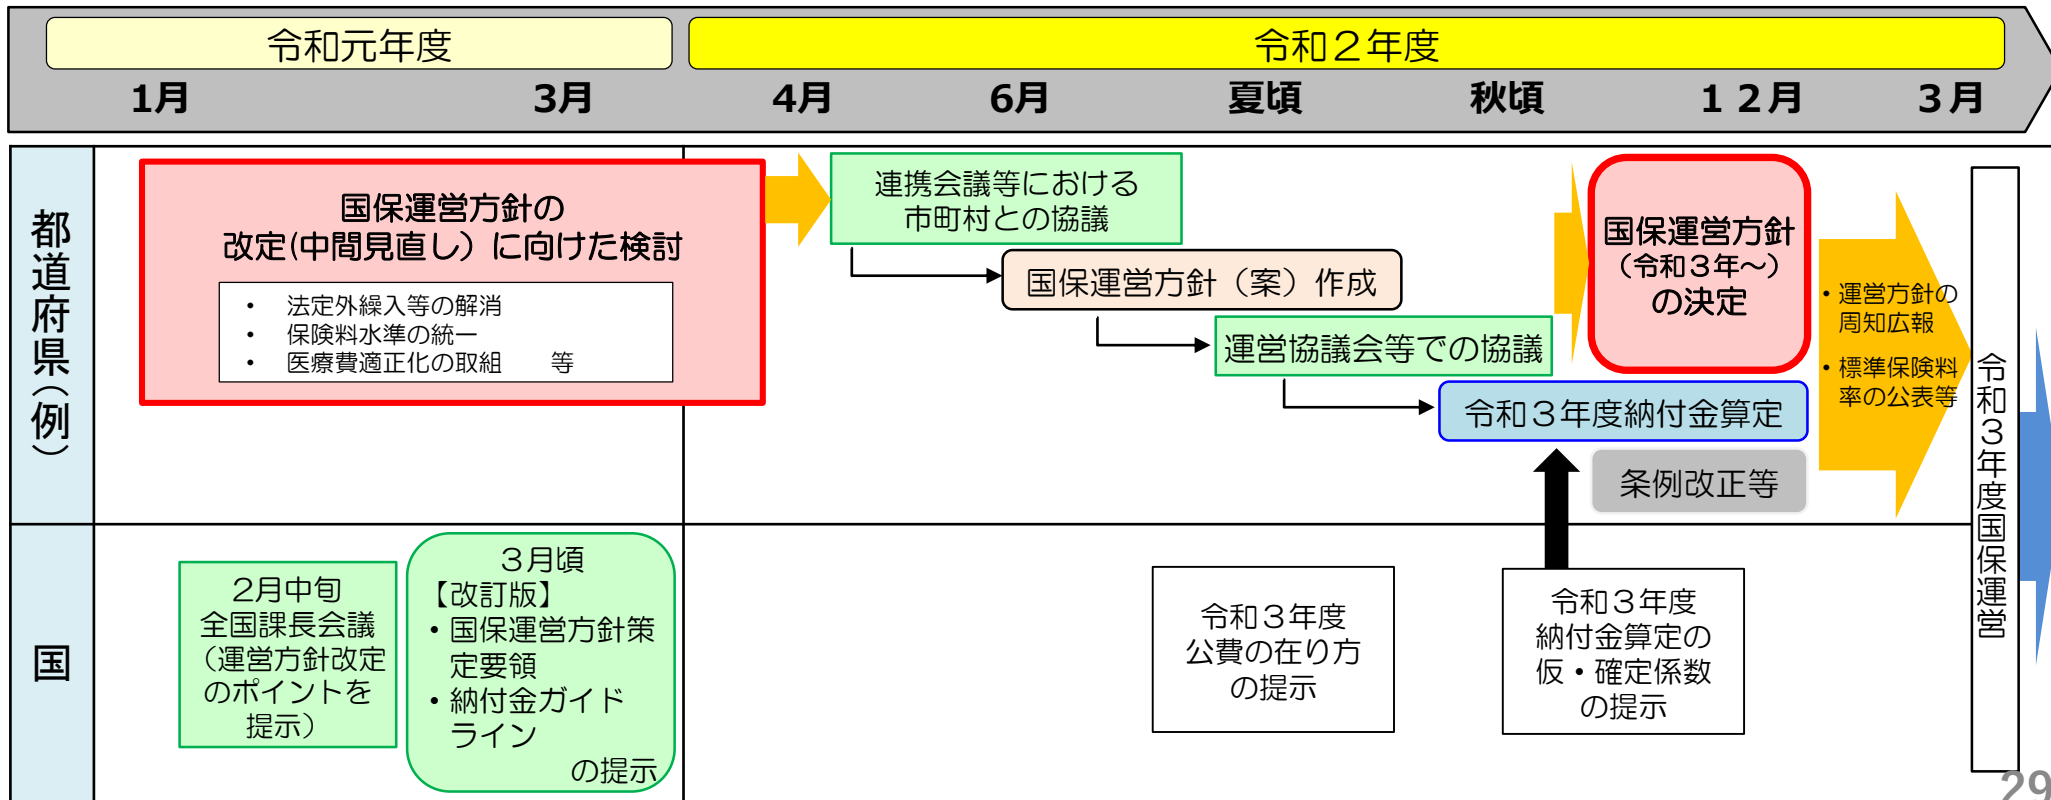 令和元年度
令和２年度
1月
3月
4月
6月
夏頃
秋頃
１２月
３月
都道府県（例）
国保運営方針の
改定(中間見直し）に向けた検討
・ 法定外繰入等の解消
・ 保険料水準の統一
・ 医療費適正化の取組　等
連携会議等における
市町村との協議
国保運営方針（案）作成
運営協議会等での協議
令和３年度納付金算定
条例改正等
国保運営方針
（令和３年～）
の決定
・運営方針の
周知広報
・標準保険料
率の公表等
令和３年度国保運営
国
２月中旬
全国課長会議
（運営方針改定
のポイントを
提示）
３月頃
【改訂版】
・国保運営方針策
定要領
・納付金ガイド
ライン
の提示
令和３年度
公費の在り方
の提示
令和３年度
納付金算定の
仮・確定係数
の提示
29